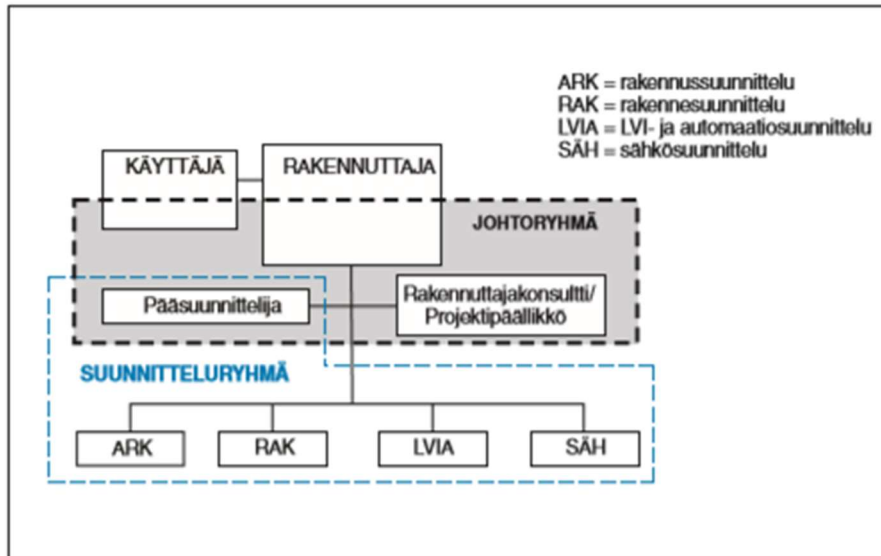 ARK = rakennussuunnittelu
RAK = rakennesuunnittelu
LVIA = LVI- ja automaatiosuunnittelu
SÄH = sähkösuunnittelu
KÄYTTÄJÄ
RAKENNUTTAJA
JOHTORYHMÄ
Pääsuunnittelija
Rakennuttajakonsultti/
Projektipäällikkö
SUUNNITTELURYHMÄ
ARK
RAK
LVIA
SÄH